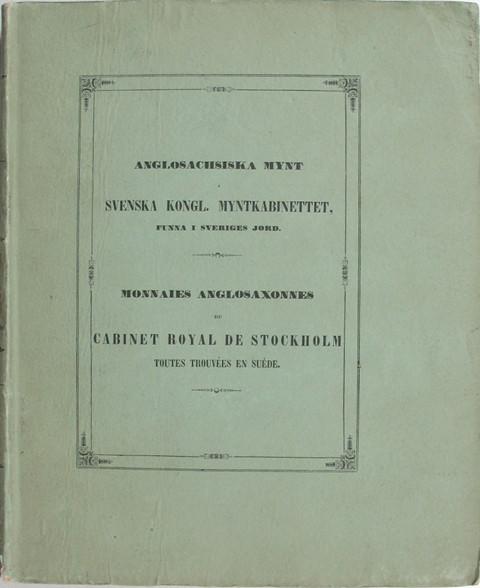 ANGLOSACHSISKA MYNT
I
SVENSKA KONGL. MYNTKABINETTET,
FUNNA I SVERIGES JORD.
MONNAIES ANGLOSAXONNES
DU
CABINET ROYAL DE STOCKHOLM
TOUTES TROUVÉES EN SUÈDE.